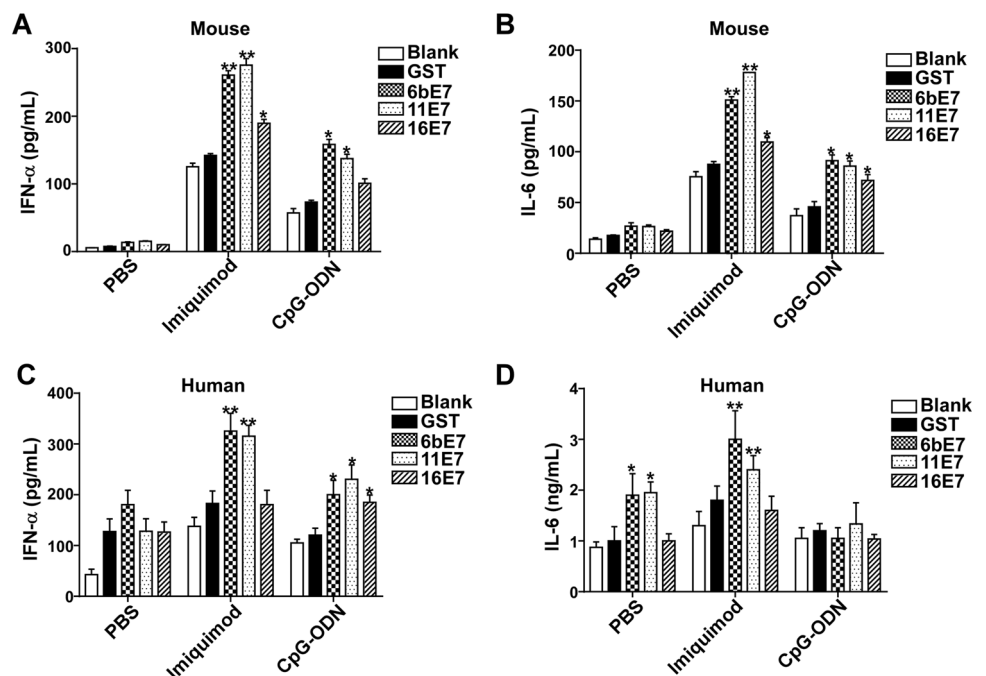 A
Mouse
IFN-α (pg/mL)
300
200
100
0
** ** * * *
PBS
Imiquimod
CpG-ODN
Blank
GST
6bE7
11E7
16E7
B
Mouse
IL-6 (pg/mL)
200
150
100
50
0
** ** * * * *
PBS
Imiquimod
CpG-ODN
Blank
GST
6bE7
11E7
16E7
C
Human
IFN-α (pg/mL)
400
300
200
100
0
** ** * * *
PBS
Imiquimod
CpG-ODN
Blank
GST
6bE7
11E7
16E7
D
Human
IL-6 (ng/mL)
4
3
2
1
0
* * ** **
PBS
Imiquimod
CpG-ODN
Blank
GST
6bE7
11E7
16E7